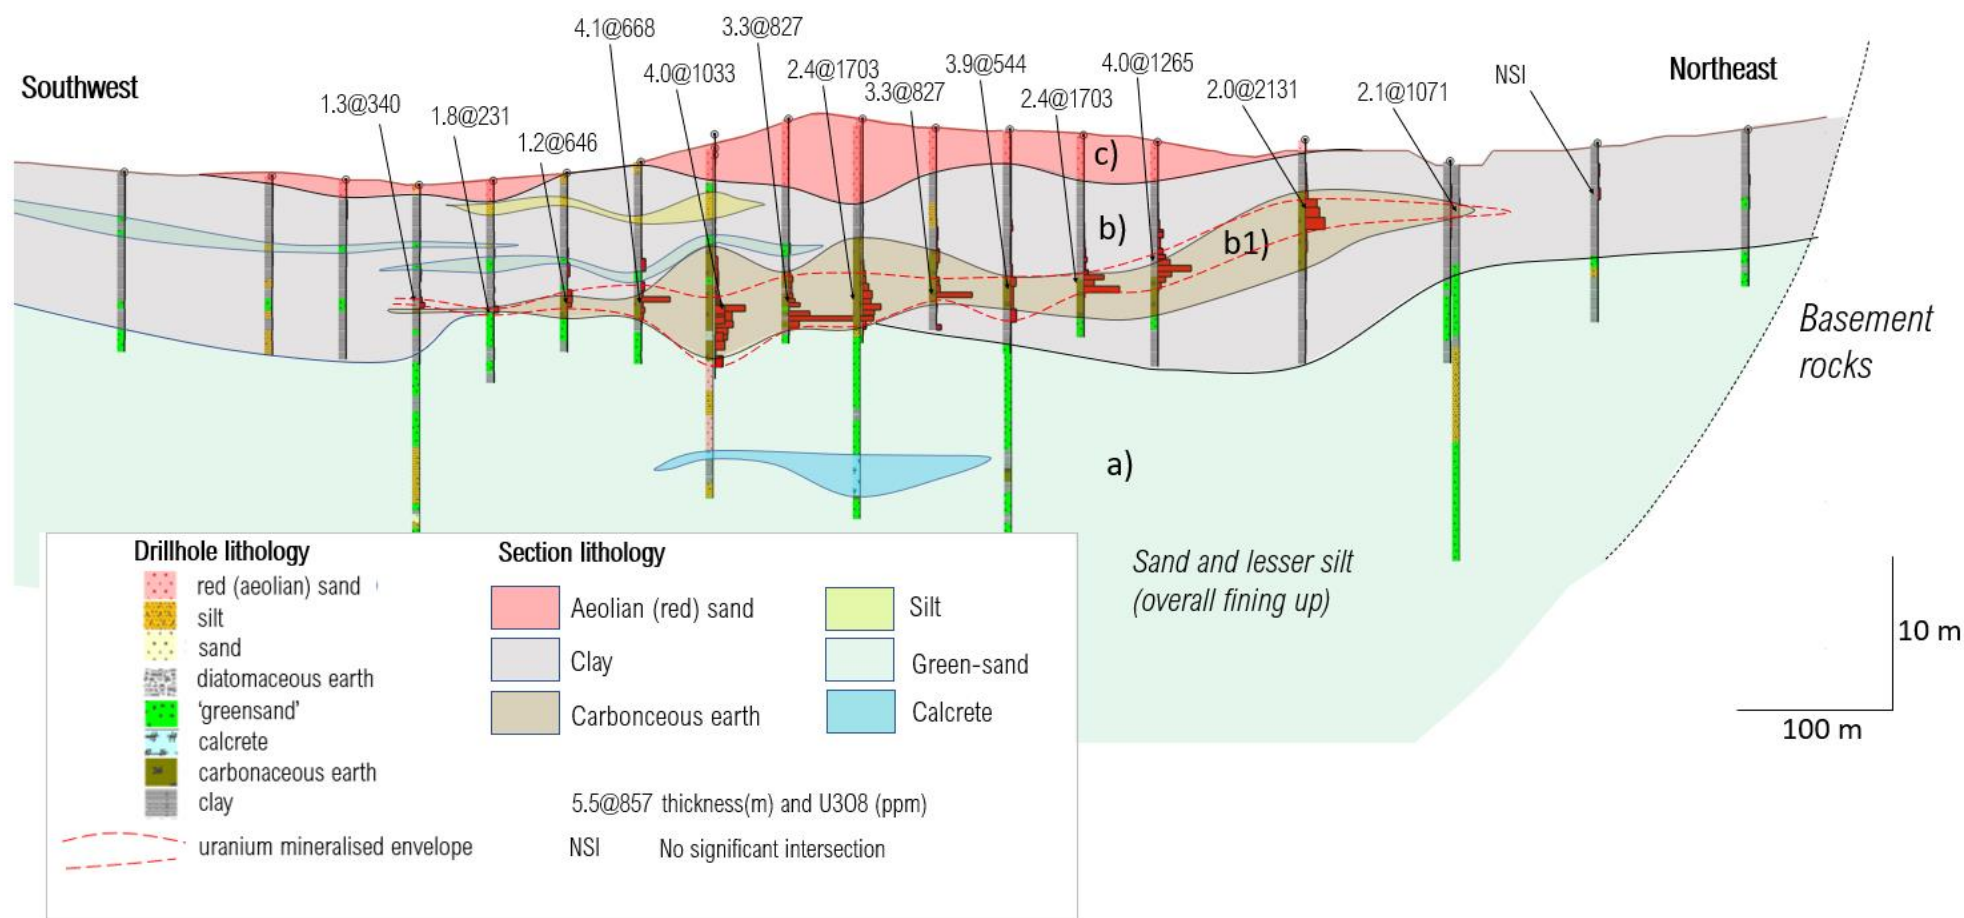 4.1@668
3.3@827
4.0@1033
2.4@1703
3.9@544
4.0@1265
Southwest
Northeast
NSI
1.3@340
1.8@231
1.2@646
3.3@827
2.4@1703
2.0@2131
2.1@1071
c)
b)
b1)
a)
Basement
rocks
Sand and lesser silt
(overall fining up)
10 m
100 m
Drillhole lithology
red (aeolian) sand
silt
sand
diatomaceous earth
'greensand'
calcrete
carbonaceous earth
clay
uranium mineralised envelope
Section lithology
Aeolian (red) sand
Clay
Carbonceous earth
Silt
Green-sand
Calcrete
5.5@857 thickness(m) and U3O8 (ppm)
NSI No significant intersection